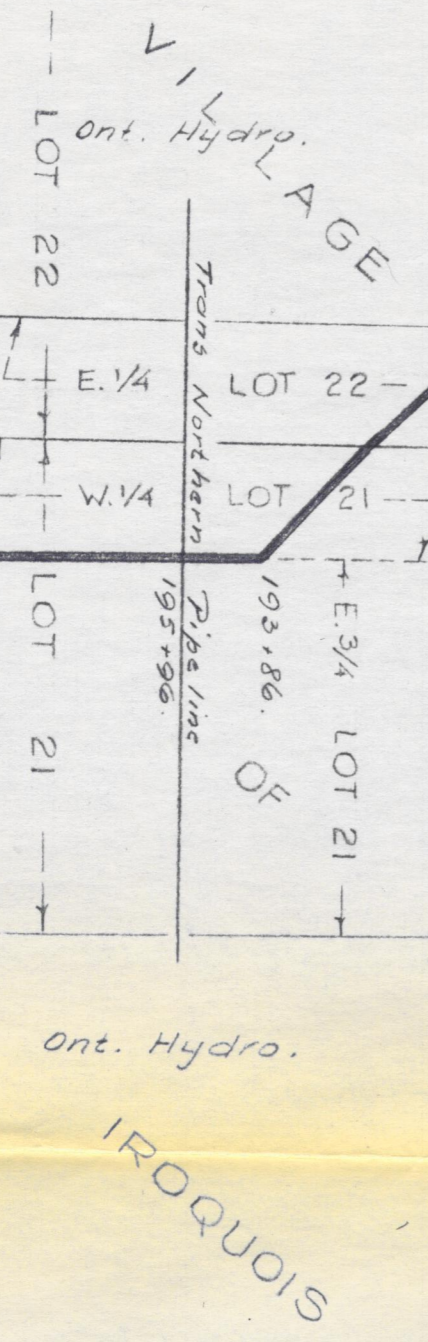 VILLAGE
Ont. Hydro.
LOT 22
Trans Northern Pipeline
E. 1/4 LOT 22
W. 1/4 LOT 21
LOT 21
195+96.
193+86.
E. 3/4 LOT 21
OF
Ont. Hydro.
IROQUOIS